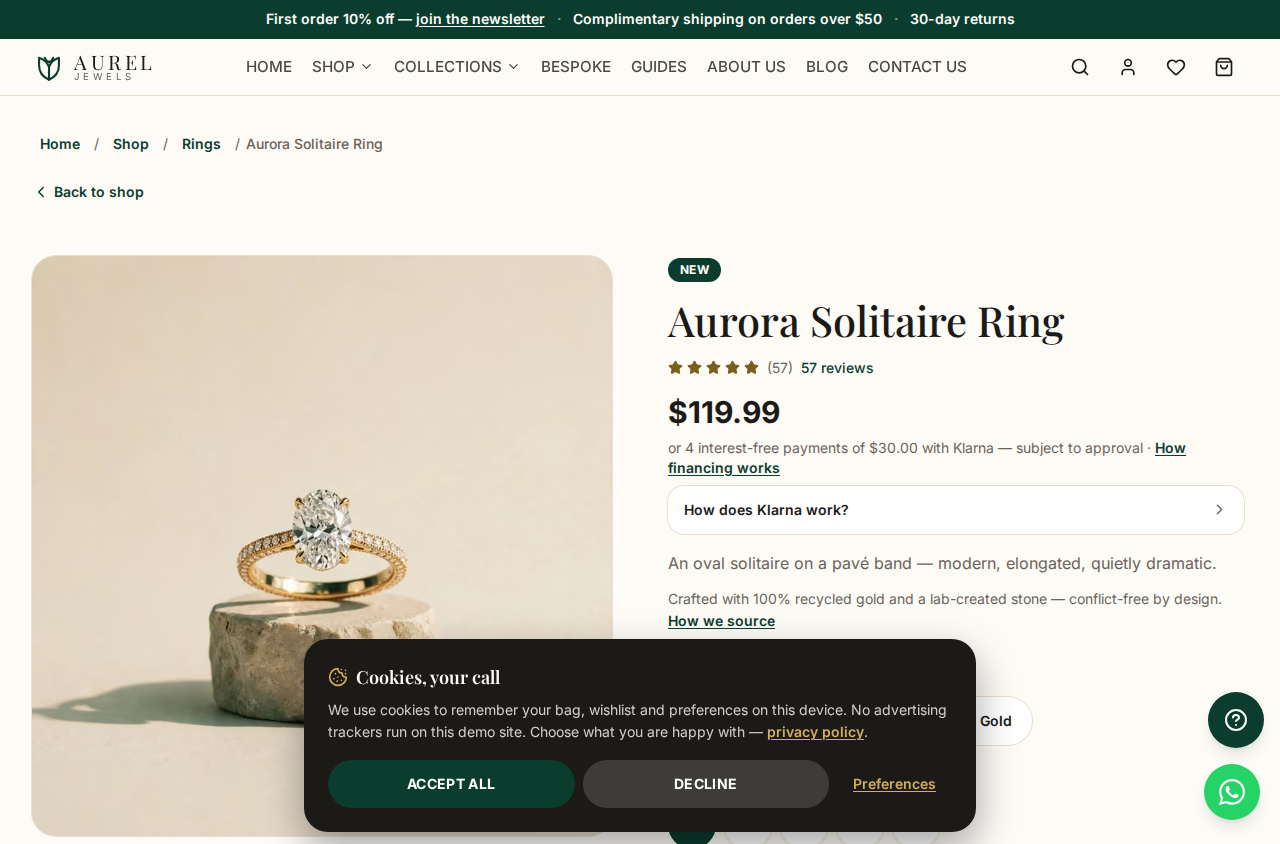 First order 10% off — join the newsletter · Complimentary shipping on orders over $50 · 30-day returns
AUREL
JEWELS
HOME SHOP COLLECTIONS BESPOKE GUIDES ABOUT US BLOG CONTACT US
Home / Shop / Rings / Aurora Solitaire Ring
Back to shop
NEW
Aurora Solitaire Ring
(57) 57 reviews
$119.99
or 4 interest-free payments of $30.00 with Klarna — subject to approval · How
financing works
How does Klarna work?
An oval solitaire on a pavé band — modern, elongated, quietly dramatic.
Crafted with 100% recycled gold and a lab-created stone — conflict-free by design.
How we source
Gold
Cookies, your call
We use cookies to remember your bag, wishlist and preferences on this device. No advertising
trackers run on this demo site. Choose what you are happy with — privacy policy.
ACCEPT ALL DECLINE Preferences